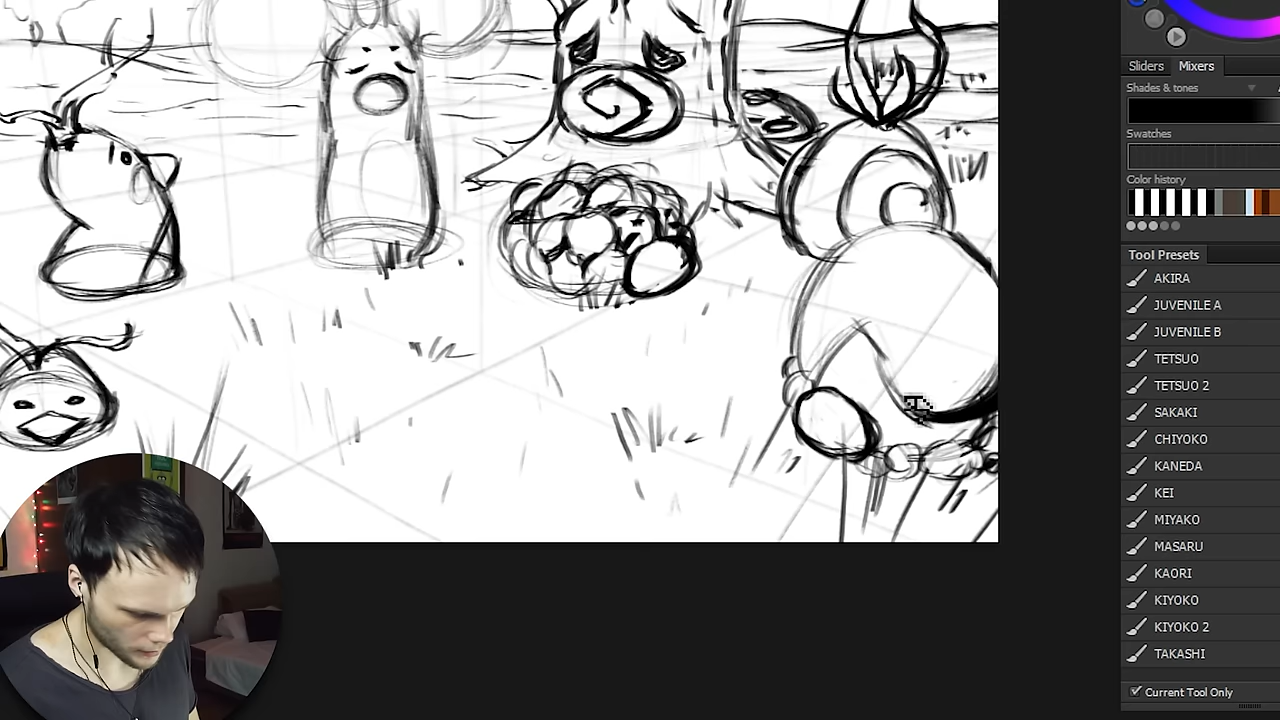 Sliders Mixers
Shades & tones
Swatches
Color history
Tool Presets
AKIRA
JUVENILE A
JUVENILE B
TETSUO
TETSUO 2
SAKAKI
CHIYOKO
KANEDA
KEI
MIYAKO
MASARU
KAORI
KIYOKO
KIYOKO 2
TAKASHI
Current Tool Only